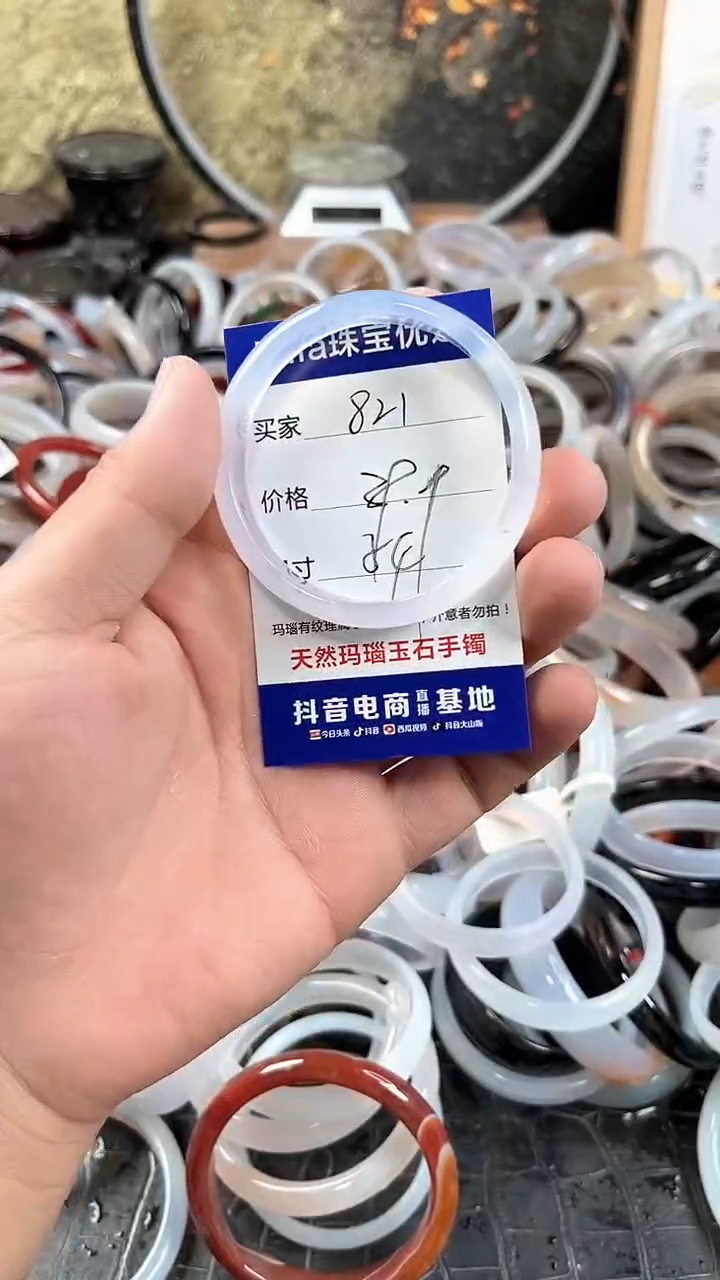 珠宝优
买家 821
价格
寸
玛瑙有纹理属
介意者勿拍！
天然玛瑙玉石手镯
抖音电商直播基地
今日头条 抖音 西瓜视频 抖音火山版